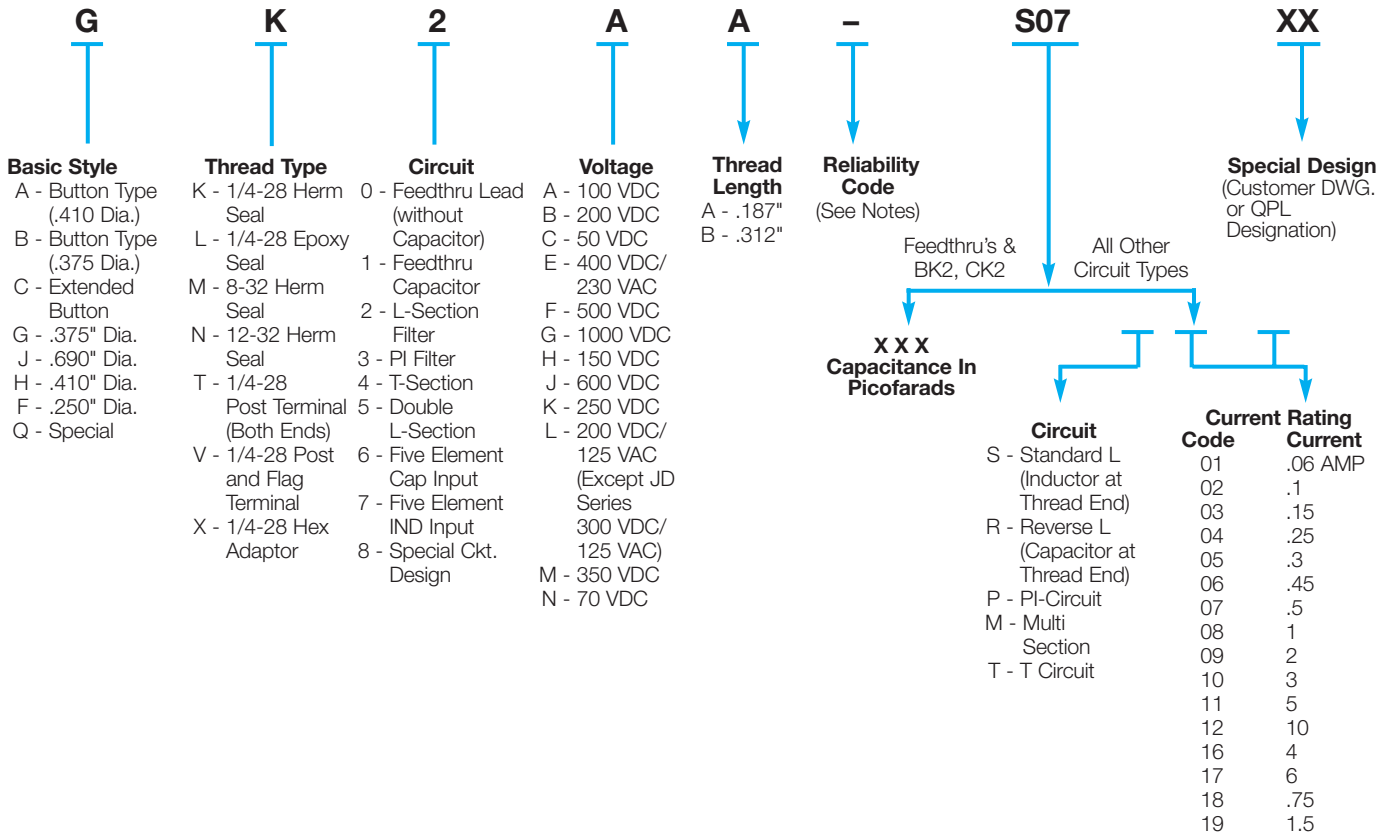 G K 2 A A – S07 XX
Basic Style
A - Button Type
(.410 Dia.)
B - Button Type
(.375 Dia.)
C - Extended
Button
G - .375" Dia.
J - .690" Dia.
H - .410" Dia.
F - .250" Dia.
Q - Special
Thread Type
K - 1/4-28 Herm
Seal
L - 1/4-28 Epoxy
Seal
M - 8-32 Herm
Seal
N - 12-32 Herm
Seal
T - 1/4-28
Post Terminal
(Both Ends)
V - 1/4-28 Post
and Flag
Terminal
X - 1/4-28 Hex
Adaptor
Circuit
0 - Feedthru Lead
(without
Capacitor)
1 - Feedthru
Capacitor
2 - L-Section
Filter
3 - PI Filter
4 - T-Section
5 - Double
L-Section
6 - Five Element
Cap Input
7 - Five Element
IND Input
8 - Special Ckt.
Design
Voltage
A - 100 VDC
B - 200 VDC
C - 50 VDC
E - 400 VDC/
230 VAC
F - 500 VDC
G - 1000 VDC
H - 150 VDC
J - 600 VDC
K - 250 VDC
L - 200 VDC/
125 VAC
(Except JD
Series
300 VDC/
125 VAC)
M - 350 VDC
N - 70 VDC
Thread
Length
A - .187"
B - .312"
Reliability
Code
(See Notes)
Feedthru's &
BK2, CK2
All Other
Circuit Types
X X X
Capacitance In
Picofarads
Circuit
S - Standard L
(Inductor at
Thread End)
R - Reverse L
(Capacitor at
Thread End)
P - PI-Circuit
M - Multi
Section
T - T Circuit
Current Rating
Code Current
01 .06 AMP
02 .1
03 .15
04 .25
05 .3
06 .45
07 .5
08 1
09 2
10 3
11 5
12 10
16 4
17 6
18 .75
19 1.5
Special Design
(Customer DWG.
or QPL
Designation)